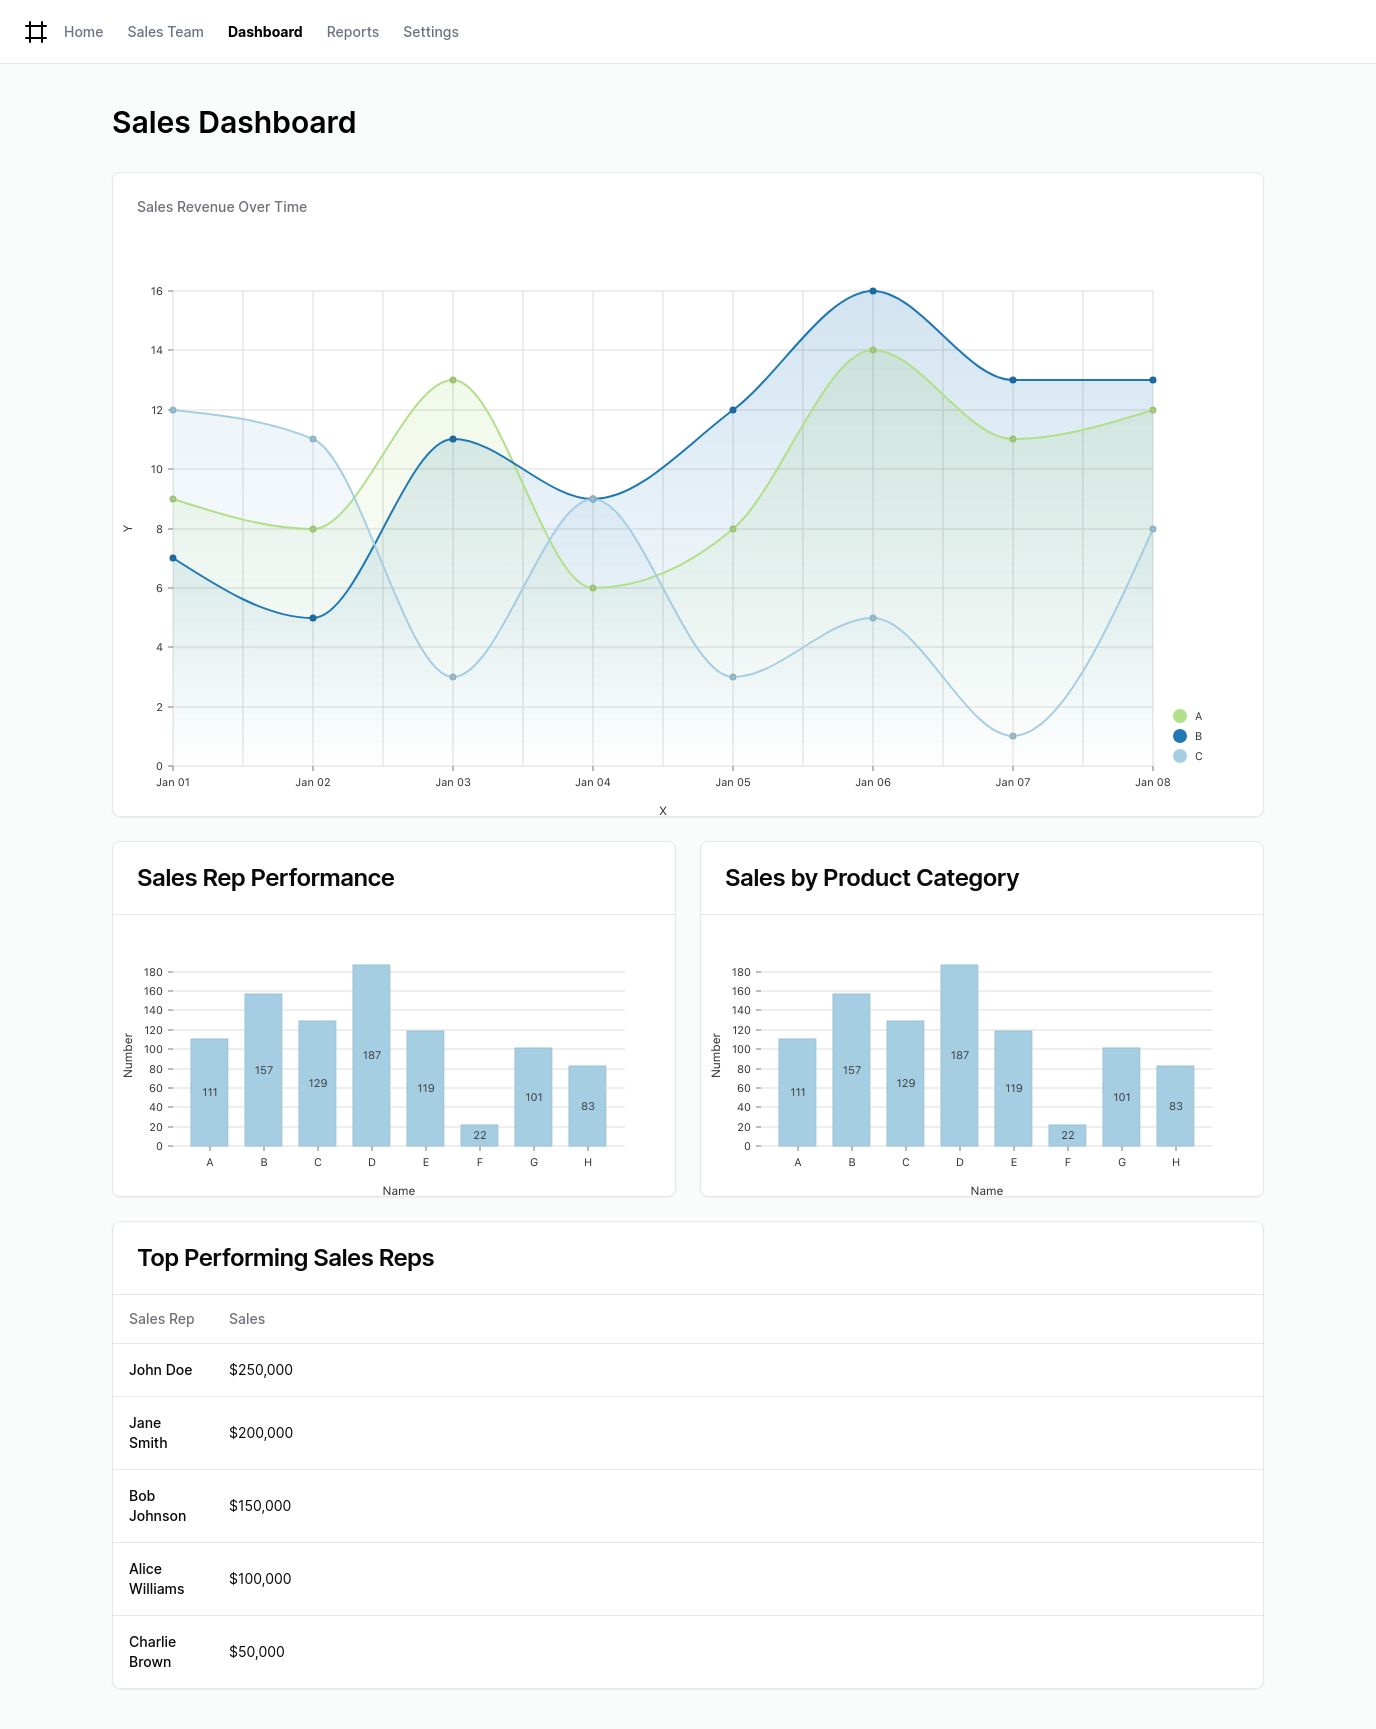 Home Sales Team Dashboard Reports Settings
Sales Dashboard
Sales Revenue Over Time
16
14
12
10
8
6
4
2
0
Y
Jan 01 Jan 02 Jan 03 Jan 04 Jan 05 Jan 06 Jan 07 Jan 08
X
A
B
C
Sales Rep Performance
180
160
140
120
100
80
60
40
20
0
Number
111 157 129 187 119 22 101 83
A B C D E F G H
Name
Sales by Product Category
180
160
140
120
100
80
60
40
20
0
Number
111 157 129 187 119 22 101 83
A B C D E F G H
Name
Top Performing Sales Reps
Sales Rep Sales
John Doe $250,000
Jane
Smith
$200,000
Bob
Johnson
$150,000
Alice
Williams
$100,000
Charlie
Brown
$50,000